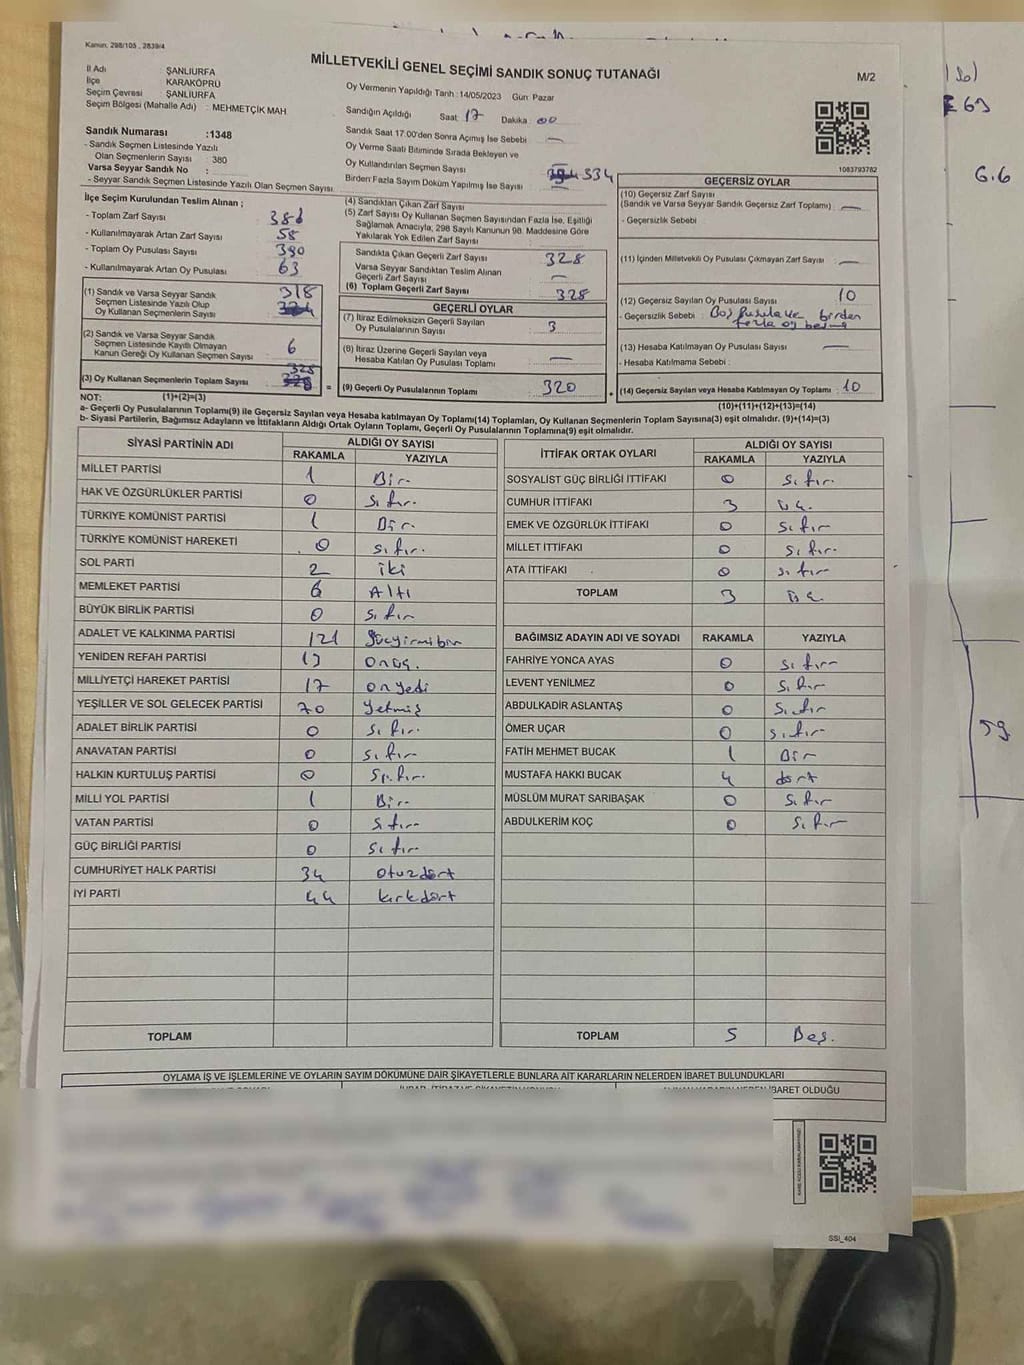 Kanun: 298/105 , 2839/4
MİLLETVEKİLİ GENEL SEÇİMİ SANDIK SONUÇ TUTANAĞI
M/2
İl Adı : ŞANLIURFA
İlçe : KARAKÖPRÜ
Seçim Çevresi : ŞANLIURFA
Seçim Bölgesi (Mahalle Adı) : MEHMETÇİK MAH
Sandık Numarası :1348
- Sandık Seçmen Listesinde Yazılı
Olan Seçmenlerin Sayısı : 380
Varsa Seyyar Sandık No :
- Seyyar Sandık Seçmen Listesinde Yazılı Olan Seçmen Sayısı
Oy Vermenin Yapıldığı Tarih :14/05/2023 Gün: Pazar
Sandığın Açıldığı Saat: 17 Dakika: 00
Sandık Saat 17:00'den Sonra Açımış İse Sebebi —
Oy Verme Saati Bitiminde Sırada Bekleyen ve
Oy Kullandırılan Seçmen Sayısı
Birden Fazla Sayım Döküm Yapılmış İse Sayısı
334
1083793782
İlçe Seçim Kurulundan Teslim Alınan ;
- Toplam Zarf Sayısı
- Kullanılmayarak Artan Zarf Sayısı 58
- Toplam Oy Pusulası Sayısı 380
- Kullanılmayarak Artan Oy Pusulası 63
(1) Sandık ve Varsa Seyyar Sandık
Seçmen Listesinde Yazılı Olup
Oy Kullanan Seçmenlerin Sayısı
318
(2) Sandık ve Varsa Seyyar Sandık
Seçmen Listesinde Kayıtlı Olmayan
Kanun Gereği Oy Kullanan Seçmen Sayısı 6
(3) Oy Kullanan Seçmenlerin Toplam Sayısı
(4) Sandıktan Çıkan Zarf Sayısı
(5) Zarf Sayısı Oy Kullanan Seçmen Sayısından Fazla İse, Eşitliği
Sağlamak Amacıyla, 298 Sayılı Kanunun 98. Maddesine Göre
Yakılarak Yok Edilen Zarf Sayısı :
Sandıkta Çıkan Geçerli Zarf Sayısı 328
Varsa Seyyar Sandıktan Teslim Alınan
Geçerli Zarf Sayısı —
(6) Toplam Geçerli Zarf Sayısı 328
GEÇERLİ OYLAR
(7) İtiraz Edilmeksizin Geçerli Sayılan
Oy Pusulalarının Sayısı 3
(8) İtiraz Üzerine Geçerli Sayılan veya
Hesaba Katılan Oy Pusulası Toplamı —
(9) Geçerli Oy Pusulalarının Toplamı 320
GEÇERSİZ OYLAR
(10) Geçersiz Zarf Sayısı
(Sandık ve Varsa Seyyar Sandık Geçersiz Zarf Toplamı) : —
- Geçersizlik Sebebi :
(11) İçinden Milletvekili Oy Pusulası Çıkmayan Zarf Sayısı —
(12) Geçersiz Sayılan Oy Pusulası Sayısı 10
- Geçersizlik Sebebi : Boş pusula ve birden
fazla oy
(13) Hesaba Katılmayan Oy Pusulası Sayısı —
- Hesaba Katılmama Sebebi :
(14) Geçersiz Sayılan veya Hesaba Katılmayan Oy Toplamı 10
NOT: (1)+(2)=(3)
(10)+(11)+(12)+(13)=(14)
a- Geçerli Oy Pusulalarının Toplamı(9) ile Geçersiz Sayılan veya Hesaba katılmayan Oy Toplamı(14) Toplamları, Oy Kullanan Seçmenlerin Toplam Sayısına(3) eşit olmalıdır. (9)+(14)=(3)
b- Siyasi Partilerin, Bağımsız Adayların ve İttifakların Aldığı Ortak Oyların Toplamı, Geçerli Oy Pusulalarının Toplamına(9) eşit olmalıdır.
SİYASİ PARTİNİN ADI ALDIĞI OY SAYISI
RAKAMLA YAZIYLA
MİLLET PARTİSİ 1 Bir
HAK VE ÖZGÜRLÜKLER PARTİSİ 0 Sıfır
TÜRKİYE KOMÜNİST PARTİSİ 1 Bir
TÜRKİYE KOMÜNİST HAREKETİ 0 Sıfır
SOL PARTİ 2 iki
MEMLEKET PARTİSİ 6 Altı
BÜYÜK BİRLİK PARTİSİ 0 Sıfır
ADALET VE KALKINMA PARTİSİ 121 yüzyirmibir
YENİDEN REFAH PARTİSİ 13 onüç
MİLLİYETÇİ HAREKET PARTİSİ 17 onyedi
YEŞİLLER VE SOL GELECEK PARTİSİ 70 yetmiş
ADALET BİRLİK PARTİSİ 0 Sıfır
ANAVATAN PARTİSİ 0 Sıfır
HALKIN KURTULUŞ PARTİSİ 0 Sıfır
MİLLİ YOL PARTİSİ 1 Bir
VATAN PARTİSİ 0 Sıfır
GÜÇ BİRLİĞİ PARTİSİ 0 Sıfır
CUMHURİYET HALK PARTİSİ 34 otuzdört
İYİ PARTİ 44 kırkdört
TOPLAM
İTTİFAK ORTAK OYLARI ALDIĞI OY SAYISI
RAKAMLA YAZIYLA
SOSYALİST GÜÇ BİRLİĞİ İTTİFAKI 0 Sıfır
CUMHUR İTTİFAKI 3 üç
EMEK VE ÖZGÜRLÜK İTTİFAKI 0 Sıfır
MİLLET İTTİFAKI 0 Sıfır
ATA İTTİFAKI 0 Sıfır
TOPLAM 3 üç
BAĞIMSIZ ADAYIN ADI VE SOYADI RAKAMLA YAZIYLA
FAHRİYE YONCA AYAS 0 Sıfır
LEVENT YENİLMEZ 0 Sıfır
ABDULKADİR ASLANTAŞ 0 Sıfır
ÖMER UÇAR 0 Sıfır
FATİH MEHMET BUCAK 1 Bir
MUSTAFA HAKKI BUCAK 4 dört
MÜSLÜM MURAT SARIBAŞAK 0 Sıfır
ABDULKERİM KOÇ 0 Sıfır
TOPLAM 5 Beş
OYLAMA İŞ VE İŞLEMLERİNE VE OYLARIN SAYIM DÖKÜMÜNE DAİR ŞİKAYETLERLE BUNLARA AİT KARARLARIN NELERDEN İBARET BULUNDUKLARI
İBARET OLDUĞU
SSİ_404
63
6.6
59